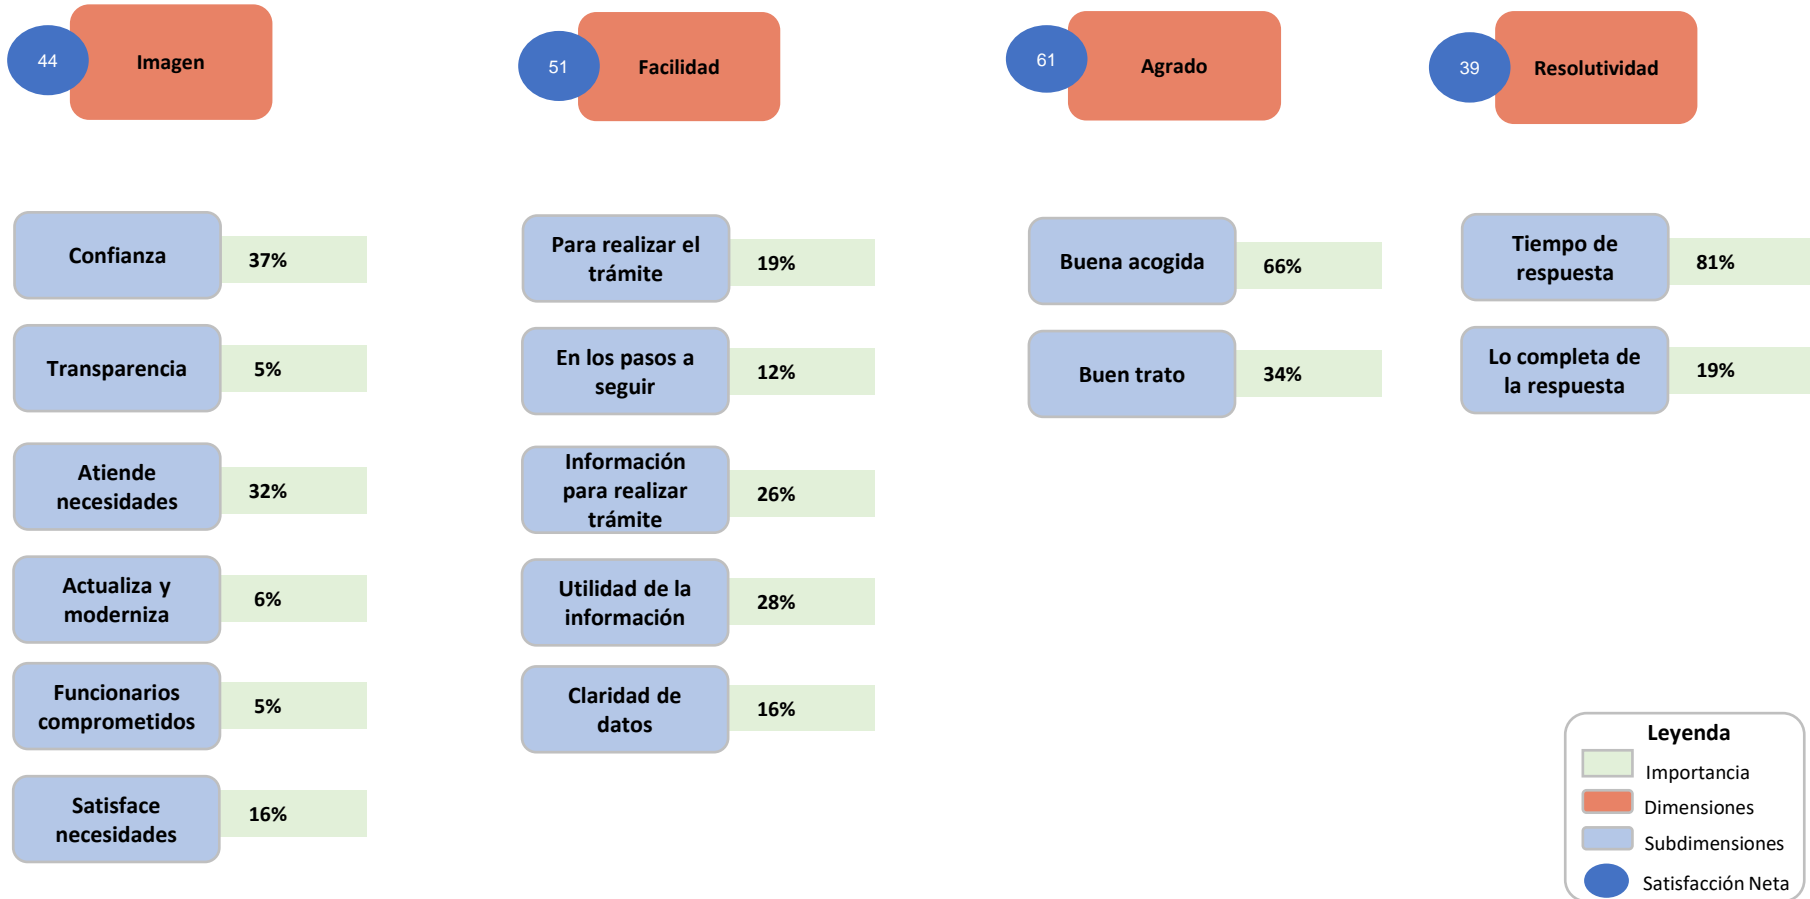 44
Imagen
51
Facilidad
61
Agrado
39
Resolutividad
Confianza
37%
Transparencia
5%
Atiende
necesidades
32%
Actualiza y
moderniza
6%
Funcionarios
comprometidos
5%
Satisface
necesidades
16%
Para realizar el
trámite
19%
En los pasos a
seguir
12%
Información
para realizar
trámite
26%
Utilidad de la
información
28%
Claridad de
datos
16%
Buena acogida
66%
Buen trato
34%
Tiempo de
respuesta
81%
Lo completa de
la respuesta
19%
Leyenda
Importancia
Dimensiones
Subdimensiones
Satisfacción Neta